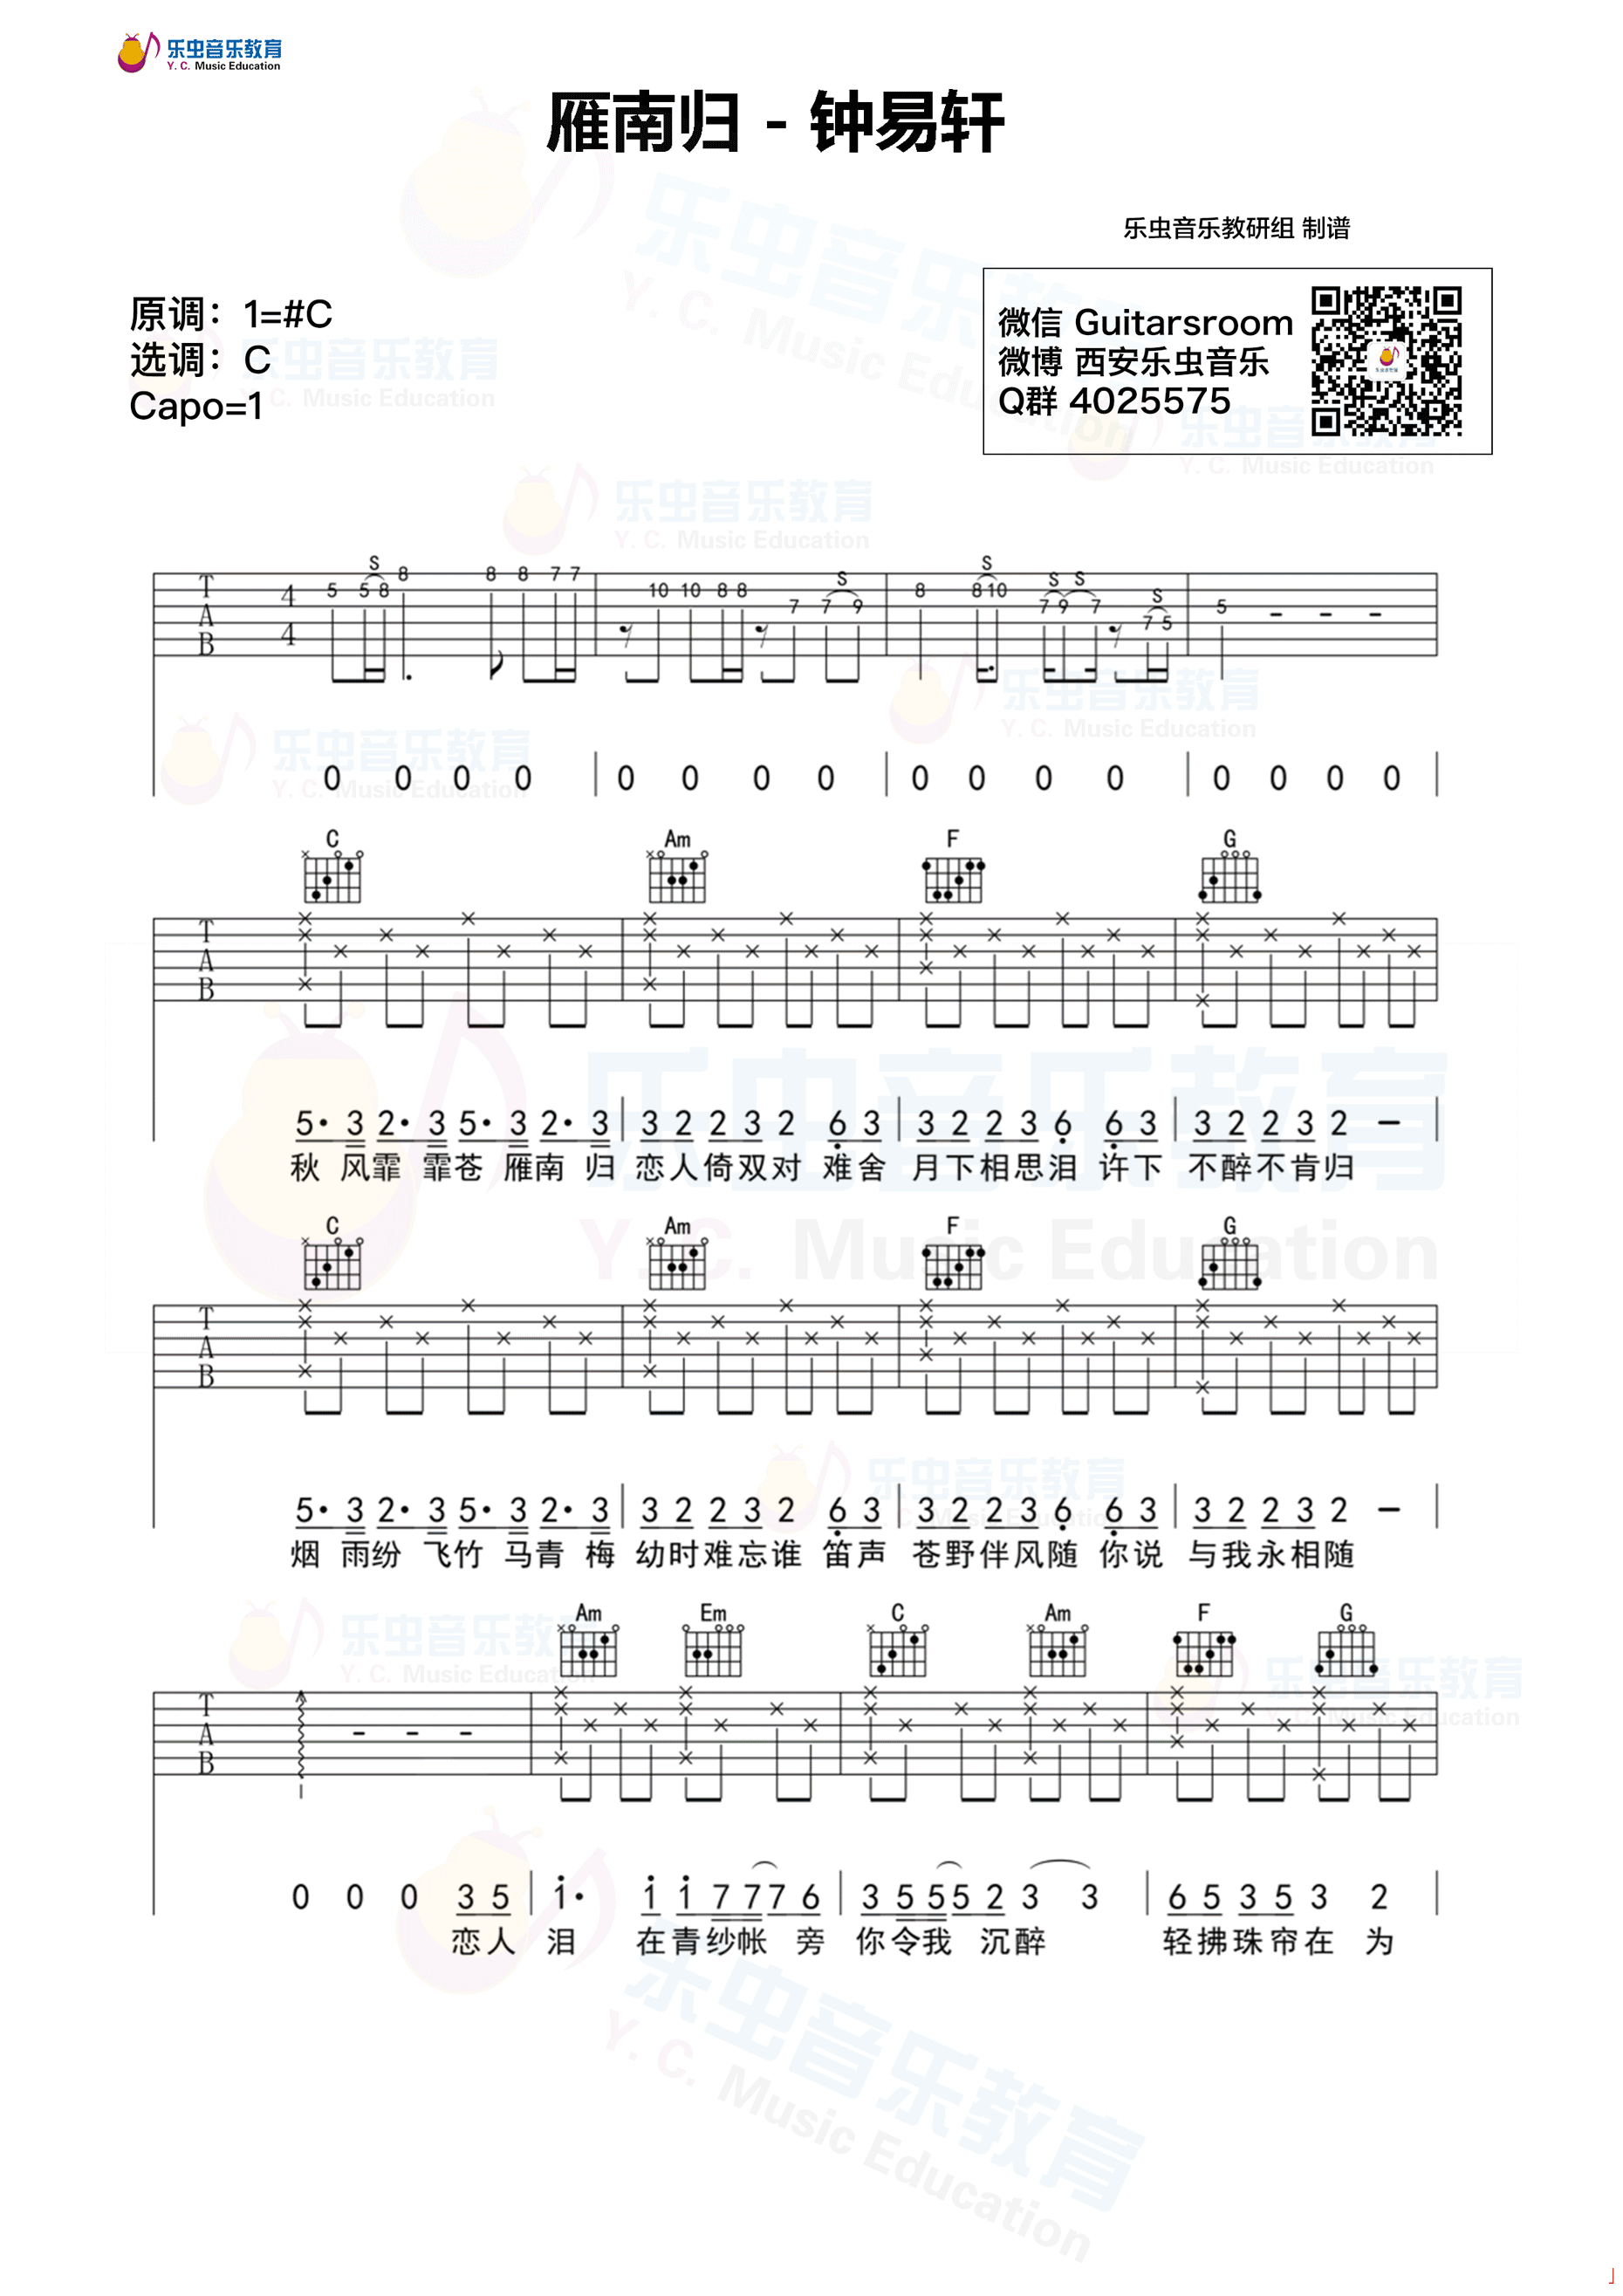 乐虫音乐教育
Y. C. Music Education
雁南归 - 钟易轩
乐虫音乐教研组 制谱
原调：1=#C
选调：C
Capo=1
微信 Guitarsroom
微博 西安乐虫音乐
Q群 4025575
S S S S S S
T A B 4 4 5 5 8 8 8 8 7 7 10 10 8 8 7 7 9 8 8 10 7 9 7 7 5 5 - - -
0 0 0 0 | 0 0 0 0 | 0 0 0 0 | 0 0 0 0
C Am F G
T A B
5· 3 2· 3 5· 3 2· 3 | 3 2 2 3 2 6 3 | 3 2 2 3 6 6 3 | 3 2 2 3 2 -
秋 风霏 霏苍 雁南 归 恋人倚双对 难舍 月下相思泪 许下 不醉不肯归
C Am F G
T A B
5· 3 2· 3 5· 3 2· 3 | 3 2 2 3 2 6 3 | 3 2 2 3 6 6 3 | 3 2 2 3 2 -
烟 雨纷 飞竹 马青 梅 幼时难忘谁 笛声 苍野伴风随 你说 与我永相随
Am Em C Am F G
T A B - - -
0 0 0 3 5 | 1· 1 1 7 7 7 6 | 3 5 5 5 2 3 3 | 6 5 3 5 3 2
恋人 泪 在青纱帐 旁 你令我 沉醉 轻拂珠帘在 为